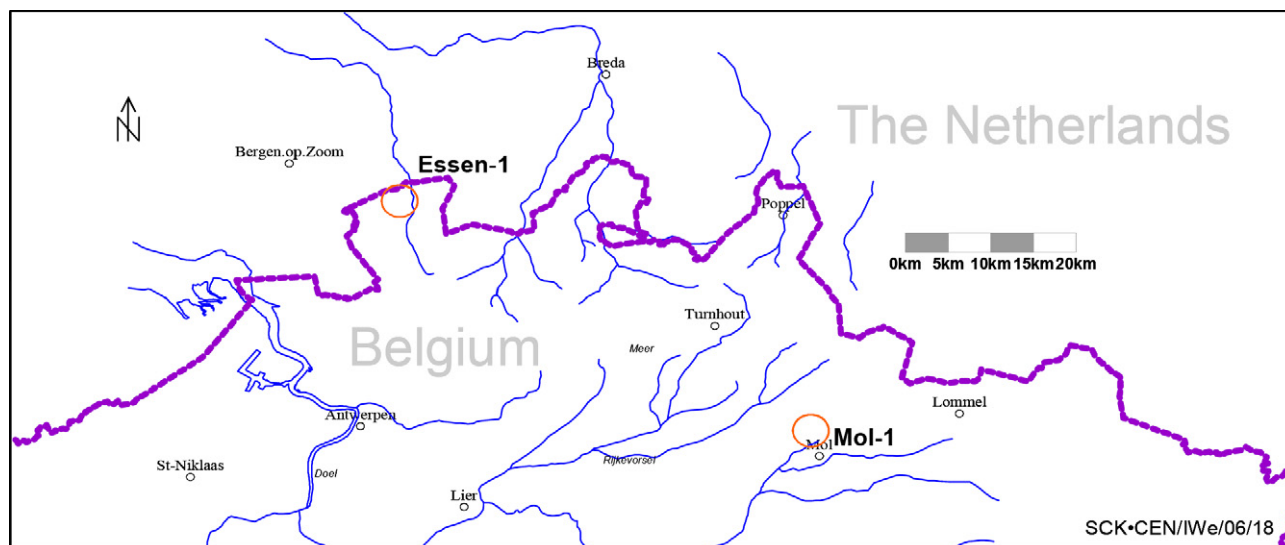 Breda
The Netherlands
N
Bergen.op.Zoom
Essen-1
Poppel
0km 5km 10km 15km 20km
Turnhout
Belgium
Meer
Lommel
Antwerpen
Mol-1
Mol
Rijkevorsel
St-Niklaas
Doel
Lier
SCK•CEN/IWe/06/18